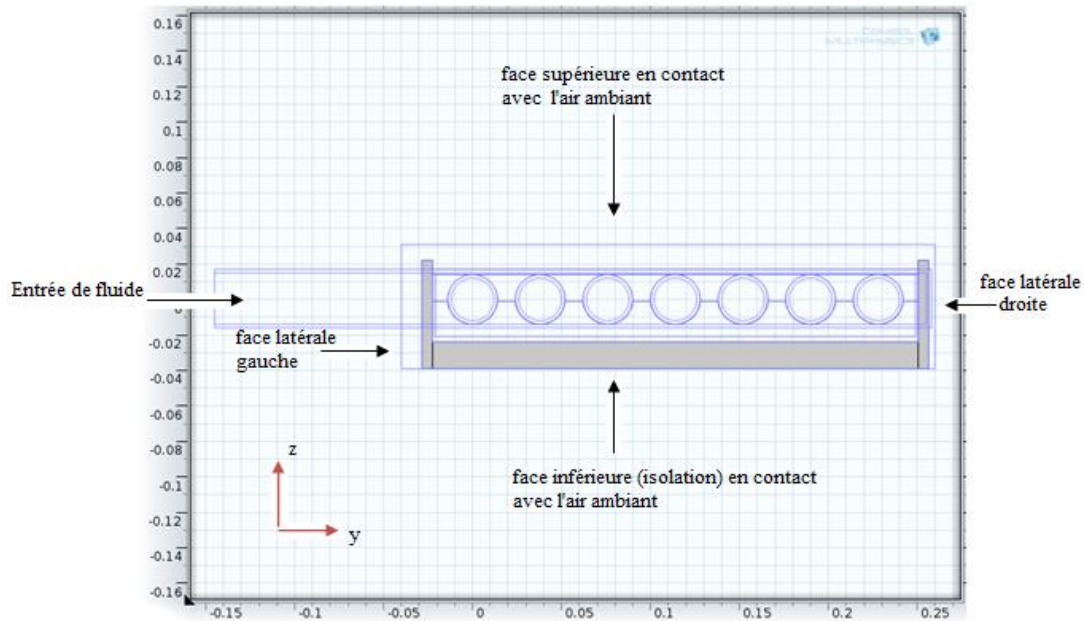 0.16
COMSOL
MULTIPHYSICS
0.14
face supérieure en contact
avec l'air ambiant
0.12
0.1
0.08
0.06
0.04
0.02
Entrée de fluide
0
face latérale
droite
-0.02
face latérale
gauche
-0.04
-0.06
-0.08
z
face inférieure (isolation) en contact
avec l'air ambiant
-0.1
-0.12
y
-0.14
-0.16
-0.15 -0.1 -0.05 0 0.05 0.1 0.15 0.2 0.25